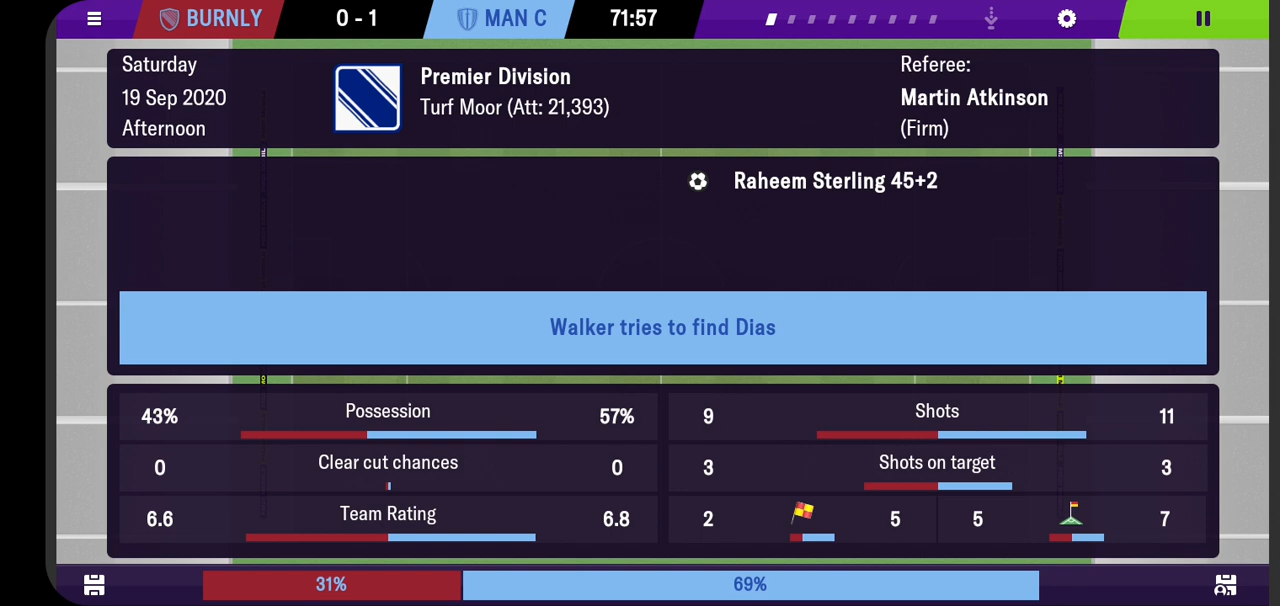 BURNLY 0 - 1 MAN C 71:57
Saturday
19 Sep 2020
Afternoon
Premier Division
Turf Moor (Att: 21,393)
Referee:
Martin Atkinson
(Firm)
Raheem Sterling 45+2
Walker tries to find Dias
43% Possession 57%
0 Clear cut chances 0
6.6 Team Rating 6.8
9 Shots 11
3 Shots on target 3
2 5 5 7
31% 69%